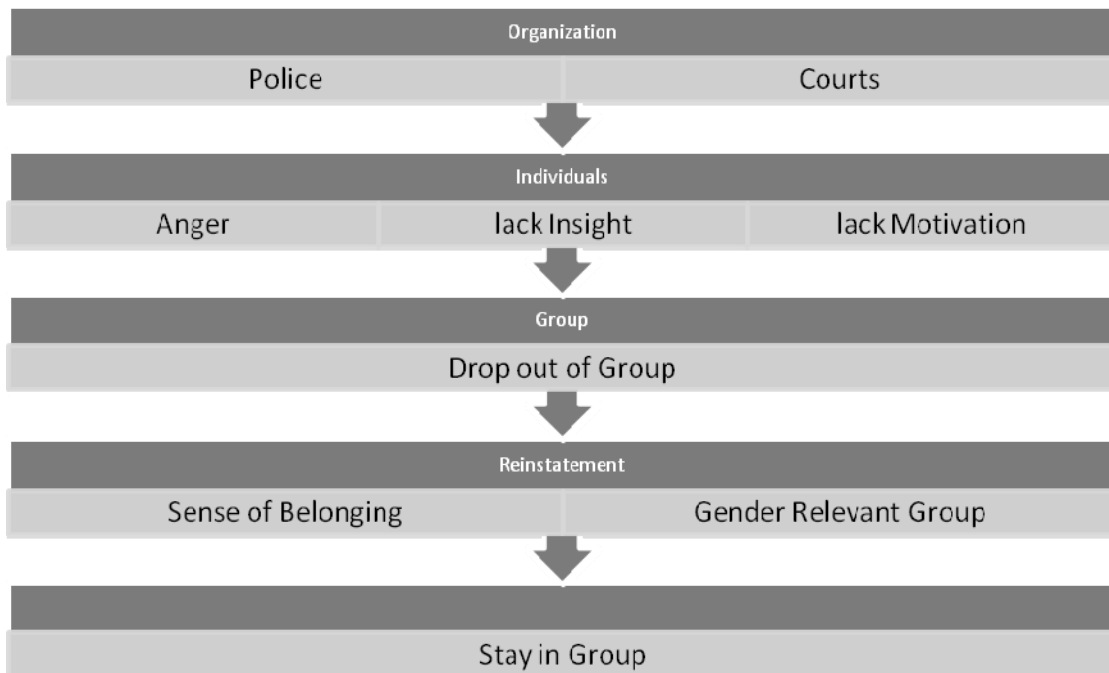 Organization
Police Courts
Individuals
Anger lack Insight lack Motivation
Group
Drop out of Group
Reinstatement
Sense of Belonging Gender Relevant Group
Stay in Group